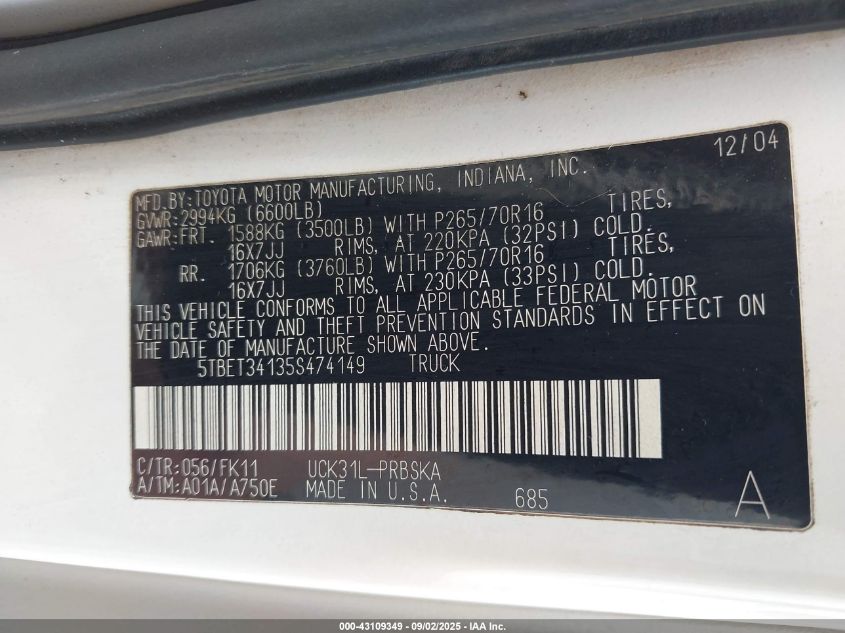 12/04
MFD.BY:TOYOTA MOTOR MANUFACTURING, INDIANA, INC.
GVWR:2994KG (6600LB)
GAWR:FRT. 1588KG (3500LB) WITH P265/70R16 TIRES,
16X7JJ RIMS, AT 220KPA (32PSI) COLD.
RR. 1706KG (3760LB) WITH P265/70R16 TIRES,
16X7JJ RIMS, AT 230KPA (33PSI) COLD.
THIS VEHICLE CONFORMS TO ALL APPLICABLE FEDERAL MOTOR
VEHICLE SAFETY AND THEFT PREVENTION STANDARDS IN EFFECT ON
THE DATE OF MANUFACTURE SHOWN ABOVE.
5TBET34135S474149 TRUCK
C/TR:056/FK11 UCK31L-PRBSKA
A/TM:A01A/A750E MADE IN U.S.A. 685 A
000-43109349 - 09/02/2025 - IAA Inc.